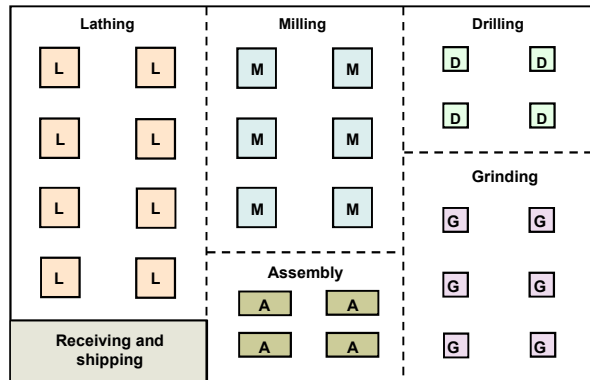 Lathing Milling Drilling
L L M M D D
L L M M D D
Grinding
L L M M G G
Assembly
L L A A G G
Receiving and
shipping
A A G G